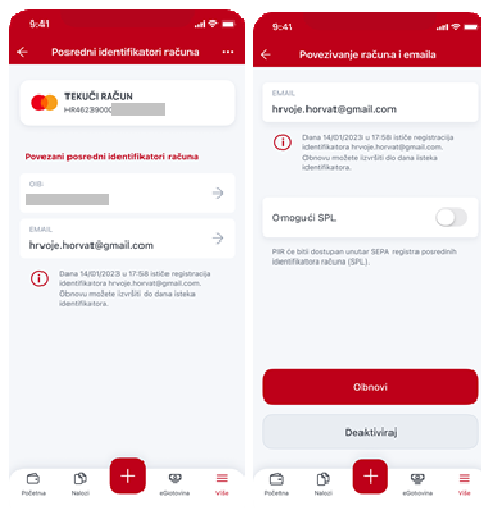 9:41
Posredni identifikatori računa
TEKUĆI RAČUN
HR4623900
Povezani posredni identifikatori računa
OIB:
EMAIL
hrvoje.horvat@gmail.com
Dana 14/01/2023 u 17:58 ističe registracija
identifikatora hrvoje.horvat@gmail.com.
Obnovu možete izvršiti do dana isteka
identifikatora.
Početna
Nalozi
eGotovina
Više
9:41
Povezivanje računa i emaila
EMAIL
hrvoje.horvat@gmail.com
Dana 14/01/2023 u 17:58 ističe registracija
identifikatora hrvoje.horvat@gmail.com.
Obnovu možete izvršiti do dana isteka
identifikatora.
Omogući SPL
PIR će biti dostupan unutar SEPA registra posrednih
identifikatora računa (SPL).
Obnovi
Deaktiviraj
Početna
Nalozi
eGotovina
Više